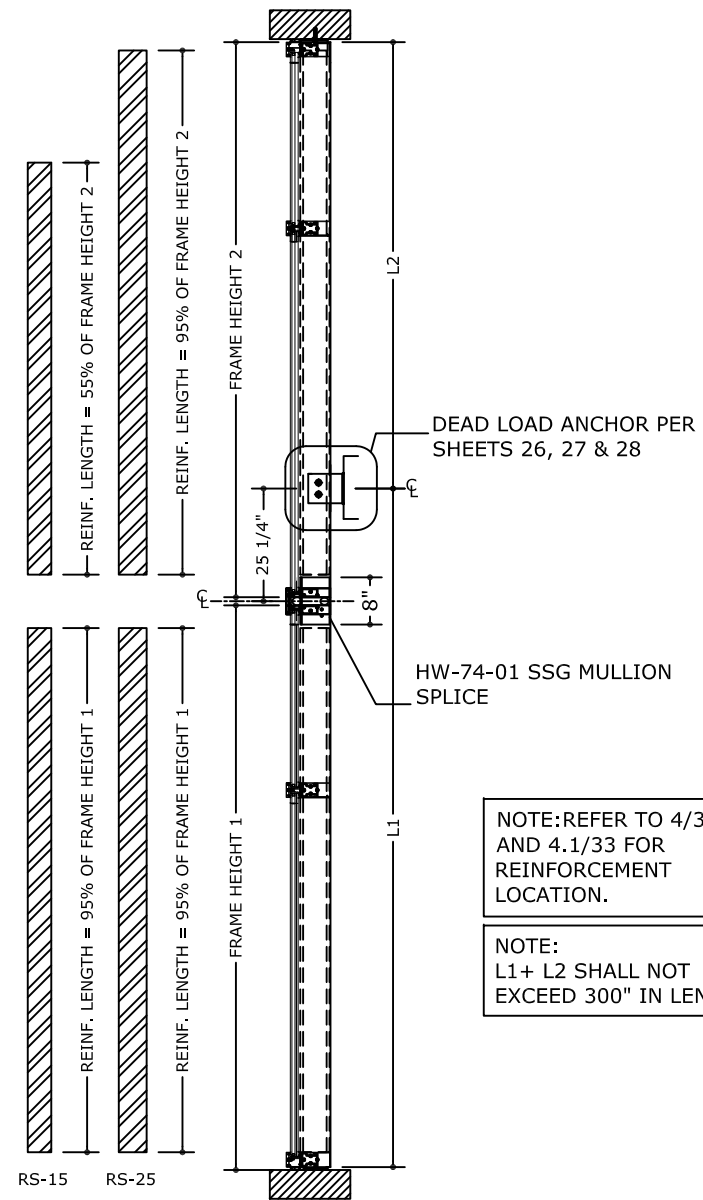 REINF. LENGTH = 55% OF FRAME HEIGHT 2
REINF. LENGTH = 95% OF FRAME HEIGHT 2
FRAME HEIGHT 2
L2
DEAD LOAD ANCHOR PER
SHEETS 26, 27 & 28
℄
25 1/4"
℄
8"
HW-74-01 SSG MULLION
SPLICE
REINF. LENGTH = 95% OF FRAME HEIGHT 1
REINF. LENGTH = 95% OF FRAME HEIGHT 1
FRAME HEIGHT 1
L1
NOTE:REFER TO
AND 4.1/33 FOR
REINFORCEMENT
LOCATION.
NOTE:
L1+ L2 SHALL NOT
EXCEED 300" IN
RS-15 RS-25